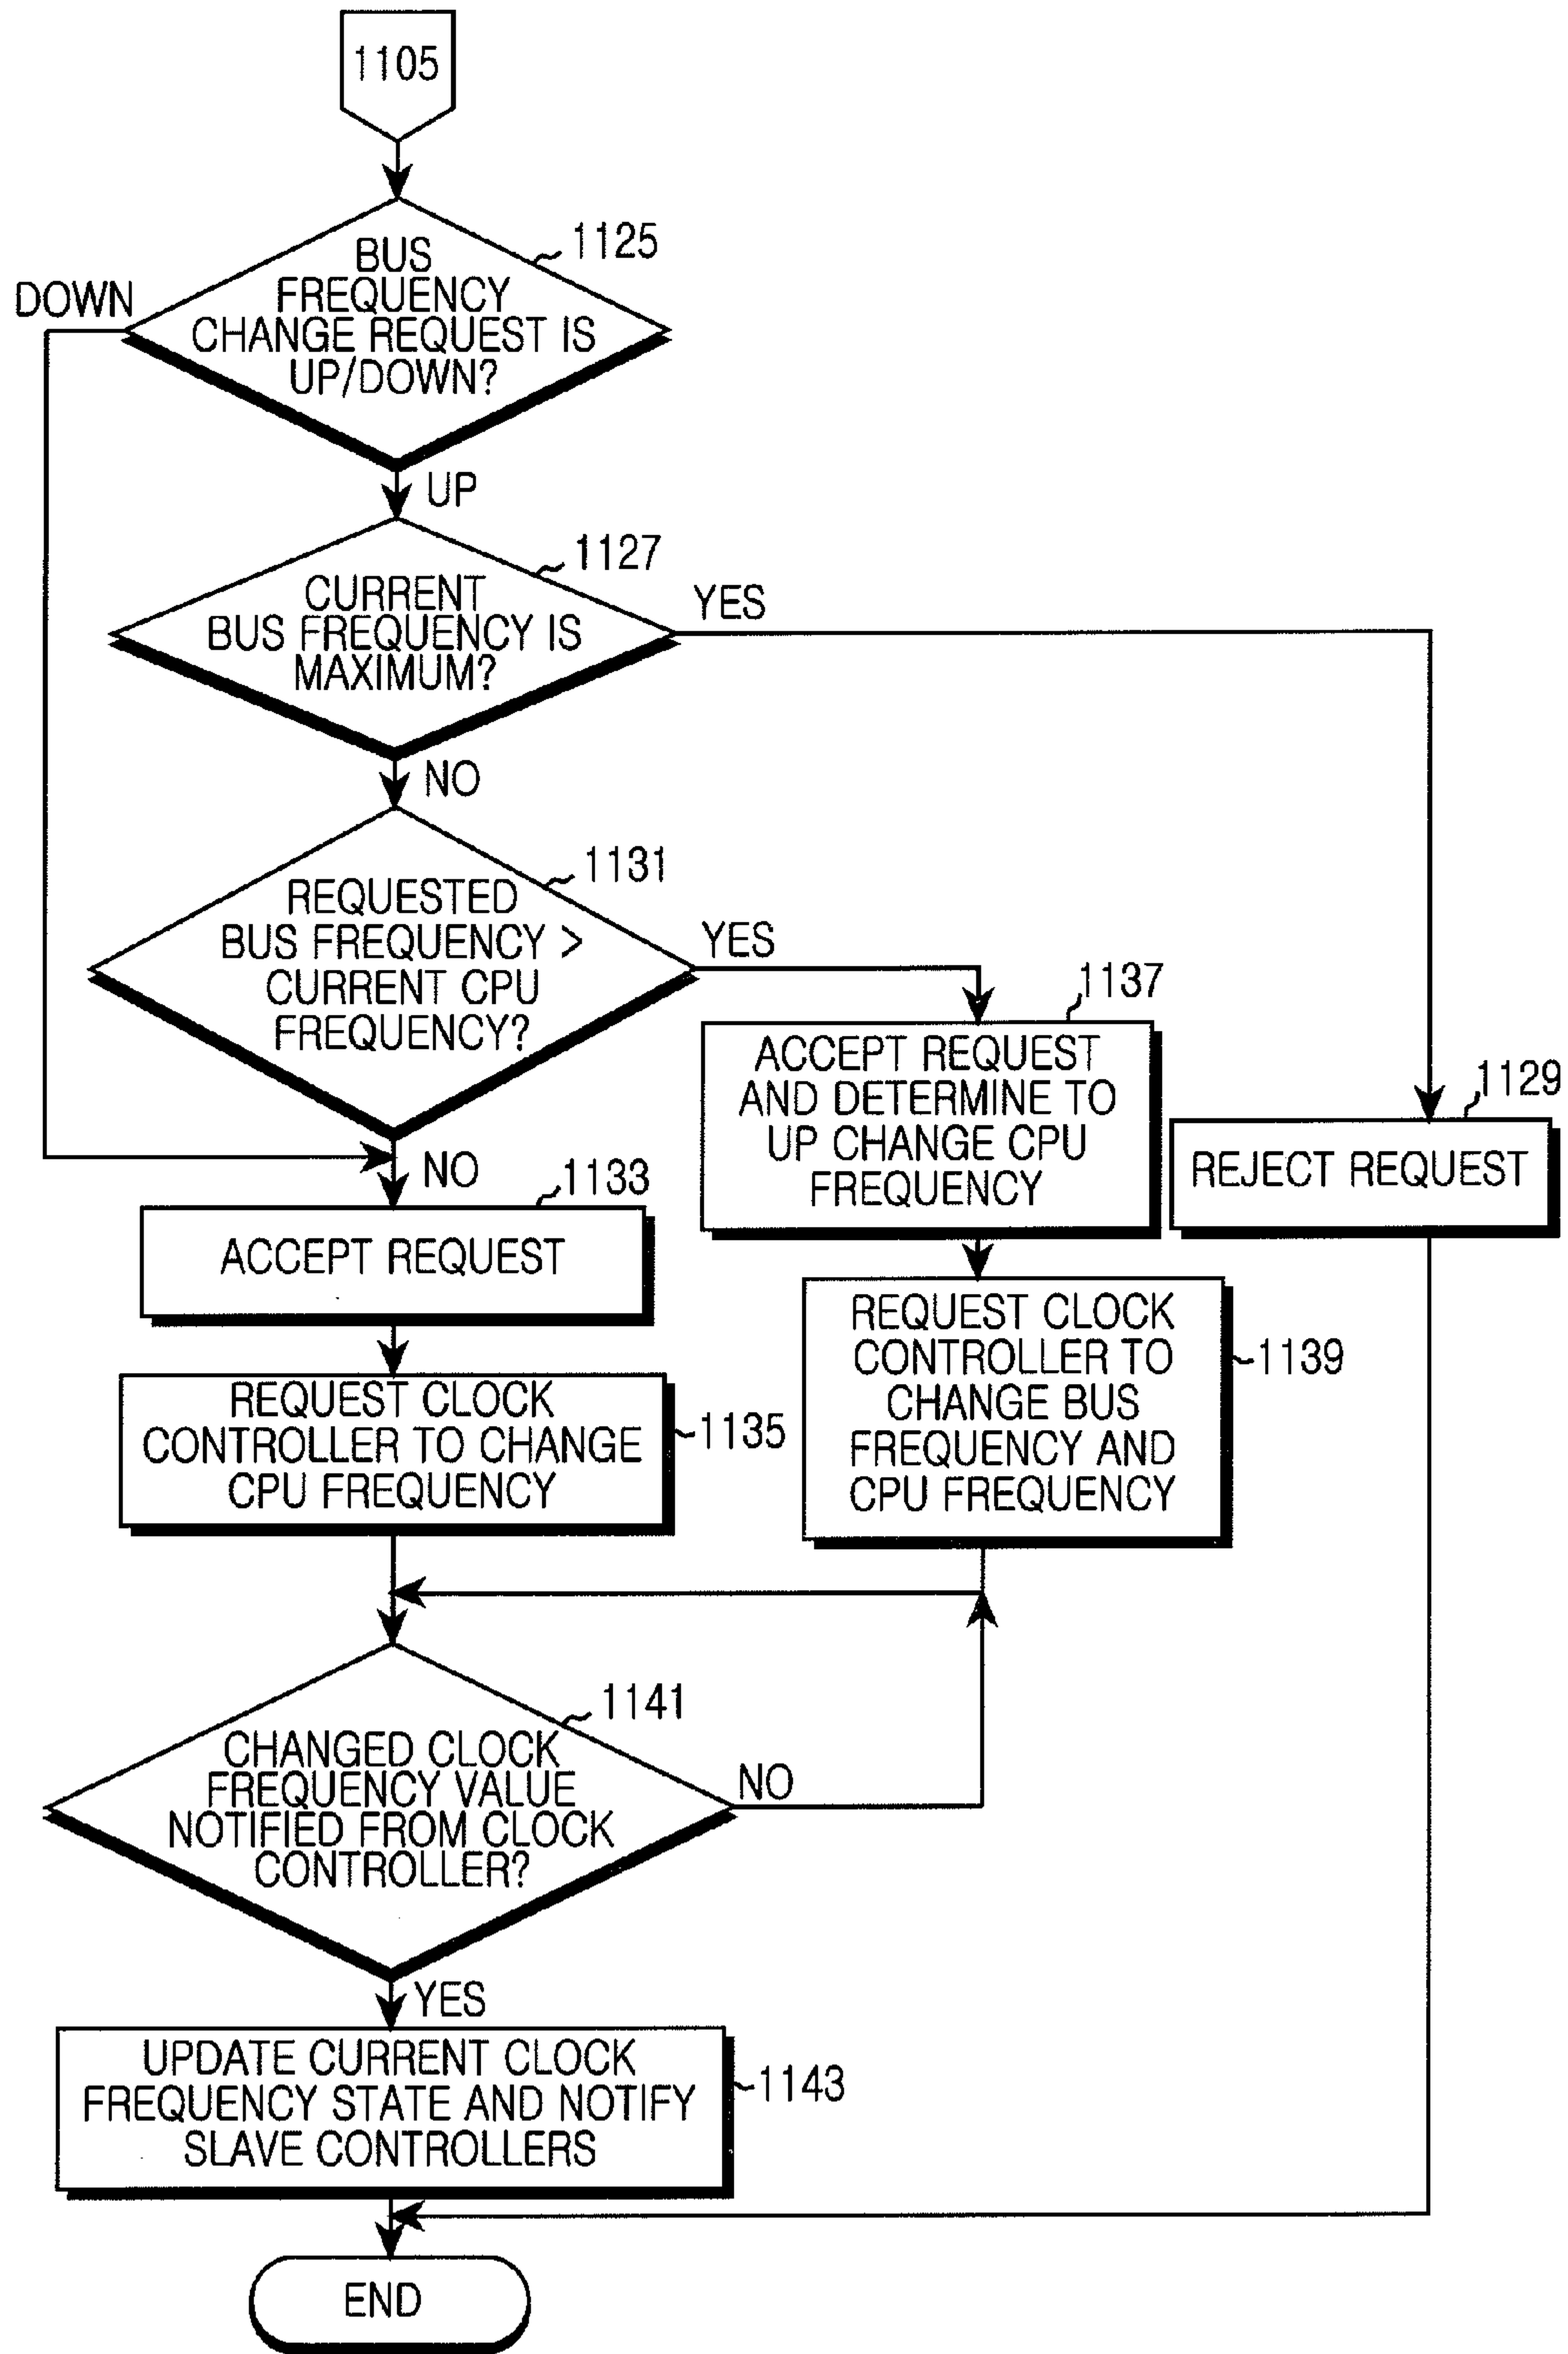 1105
1125
BUS
FREQUENCY
CHANGE REQUEST IS
UP/DOWN?
DOWN
UP
1127
CURRENT
BUS FREQUENCY IS
MAXIMUM?
YES
NO
1131
REQUESTED
BUS FREQUENCY >
CURRENT CPU
FREQUENCY?
YES
NO
1137
ACCEPT REQUEST
AND DETERMINE TO
UP CHANGE CPU
FREQUENCY
1129
REJECT REQUEST
1133
ACCEPT REQUEST
REQUEST CLOCK
CONTROLLER TO CHANGE
CPU FREQUENCY
1135
REQUEST CLOCK
CONTROLLER TO
CHANGE BUS
FREQUENCY AND
CPU FREQUENCY
1139
1141
CHANGED CLOCK
FREQUENCY VALUE
NOTIFIED FROM CLOCK
CONTROLLER?
NO
YES
UPDATE CURRENT CLOCK
FREQUENCY STATE AND NOTIFY
SLAVE CONTROLLERS
1143
END